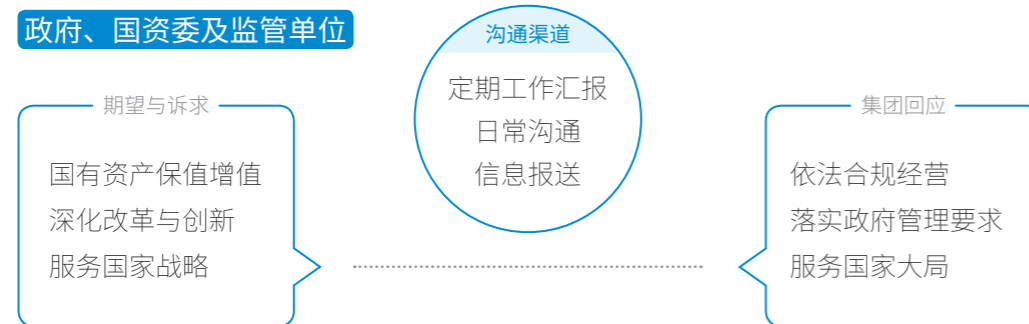 政府、国资委及监管单位
期望与诉求
国有资产保值增值
深化改革与创新
服务国家战略
沟通渠道
定期工作汇报
日常沟通
信息报送
集团回应
依法合规经营
落实政府管理要求
服务国家大局